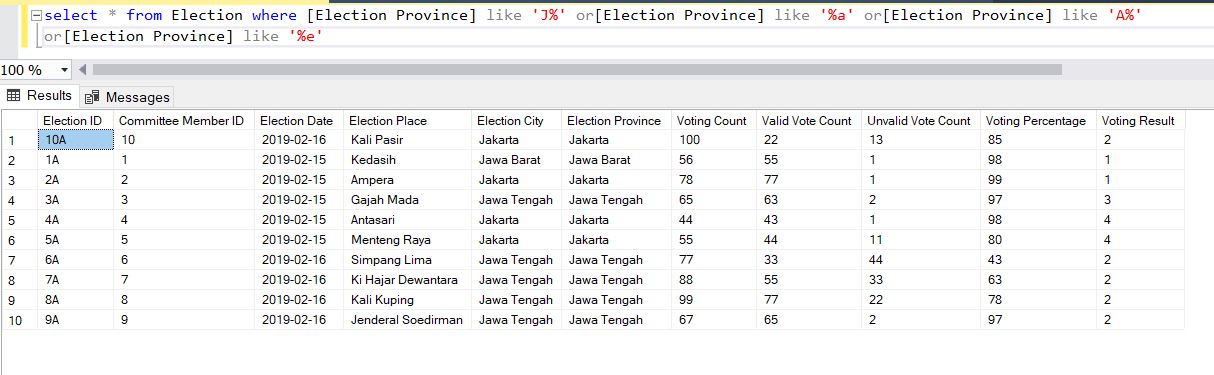 select * from Election where [Election Province] like 'J%' or[Election Province] like '%a' or[Election Province] like 'A%'
or[Election Province] like '%e'
100 %
Results Messages
Election ID Committee Member ID Election Date Election Place Election City Election Province Voting Count Valid Vote Count Unvalid Vote Count Voting Percentage Voting Result
1 10A 10 2019-02-16 Kali Pasir Jakarta Jakarta 100 22 13 85 2
2 1A 1 2019-02-15 Kedasih Jawa Barat Jawa Barat 56 55 1 98 1
3 2A 2 2019-02-15 Ampera Jakarta Jakarta 78 77 1 99 1
4 3A 3 2019-02-15 Gajah Mada Jawa Tengah Jawa Tengah 65 63 2 97 3
5 4A 4 2019-02-15 Antasari Jakarta Jakarta 44 43 1 98 4
6 5A 5 2019-02-15 Menteng Raya Jakarta Jakarta 55 44 11 80 4
7 6A 6 2019-02-16 Simpang Lima Jawa Tengah Jawa Tengah 77 33 44 43 2
8 7A 7 2019-02-16 Ki Hajar Dewantara Jawa Tengah Jawa Tengah 88 55 33 63 2
9 8A 8 2019-02-16 Kali Kuping Jawa Tengah Jawa Tengah 99 77 22 78 2
10 9A 9 2019-02-16 Jenderal Soedirman Jawa Tengah Jawa Tengah 67 65 2 97 2